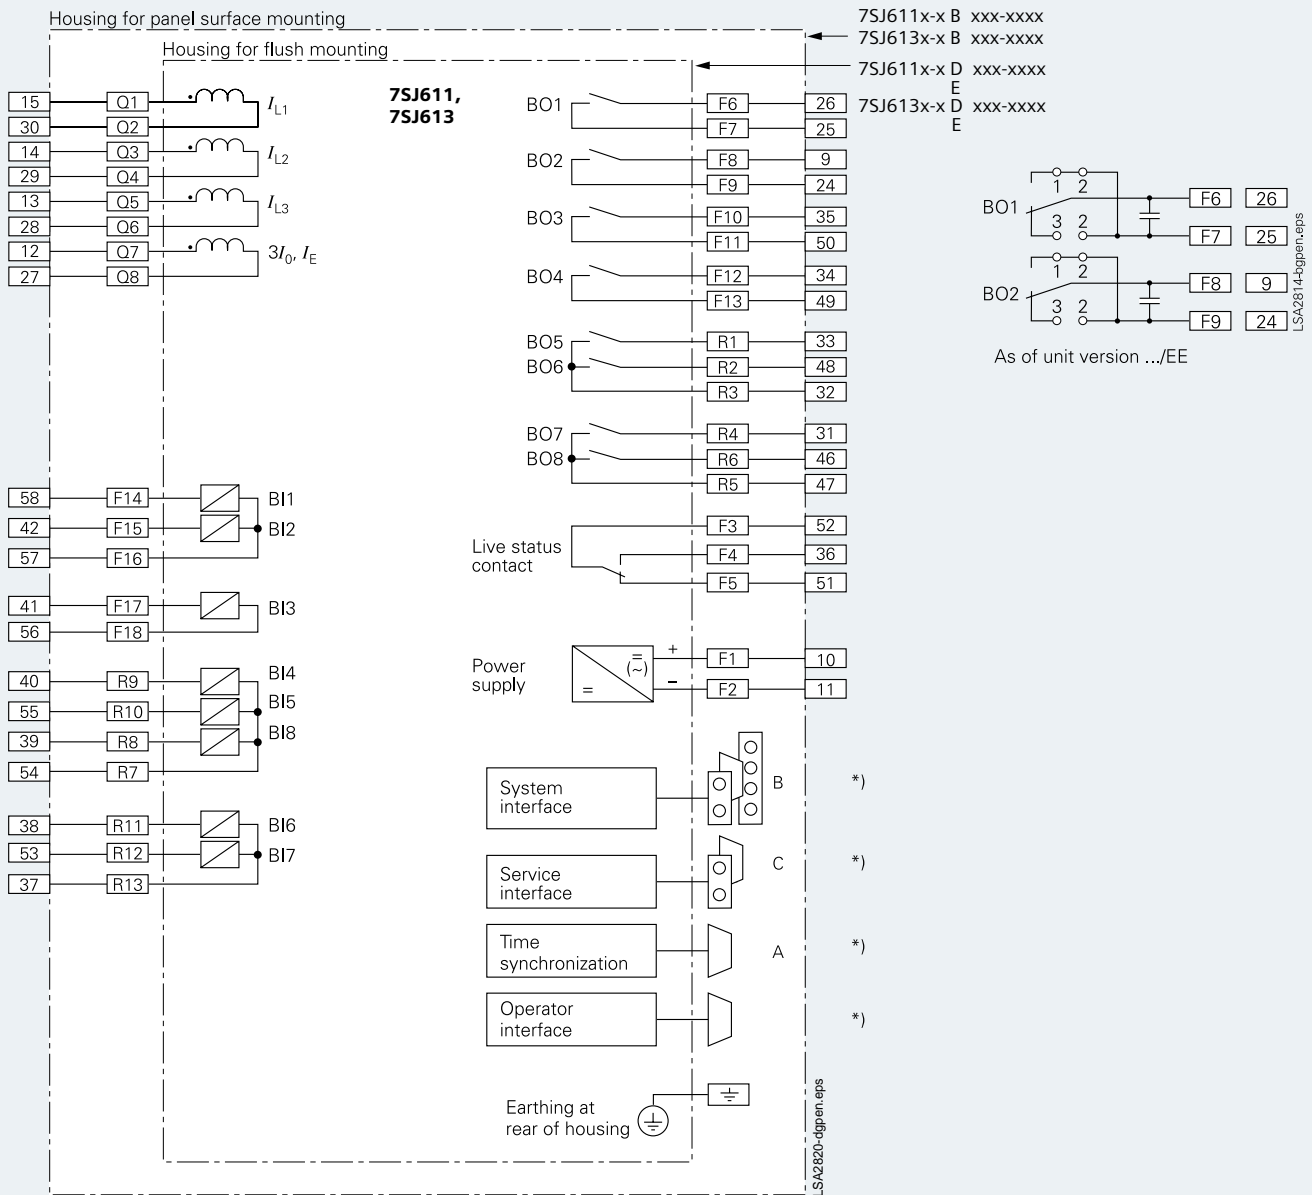 Housing for panel surface mounting
7SJ611x-x B xxx-xxxx
7SJ613x-x B xxx-xxxx
Housing for flush mounting
7SJ611x-x D xxx-xxxx
E
7SJ613x-x D xxx-xxxx
E
7SJ611,
7SJ613
15 Q1 IL1
30 Q2
14 Q3 IL2
29 Q4
13 Q5 IL3
28 Q6
12 Q7 3I0, IE
27 Q8
58 F14 BI1
42 F15 BI2
57 F16
41 F17 BI3
56 F18
40 R9 BI4
55 R10 BI5
39 R8 BI8
54 R7
38 R11 BI6
53 R12 BI7
37 R13
BO1 F6 26
F7 25
BO2 F8 9
F9 24
BO3 F10 35
F11 50
BO4 F12 34
F13 49
BO5 R1 33
BO6 R2 48
R3 32
BO7 R4 31
BO8 R6 46
R5 47
F3 52
Live status
contact
F4 36
F5 51
Power
supply
= (~) =
+ F1 10
– F2 11
System
interface
B *)
Service
interface
C *)
Time
synchronization
A *)
Operator
interface
*)
Earthing at
rear of housing
LSA2820-dgpen.eps
1 2
BO1 F6 26
3 2
F7 25
1 2
BO2 F8 9
3 2
F9 24
As of unit version .../EE
LSA2814-bgpen.eps